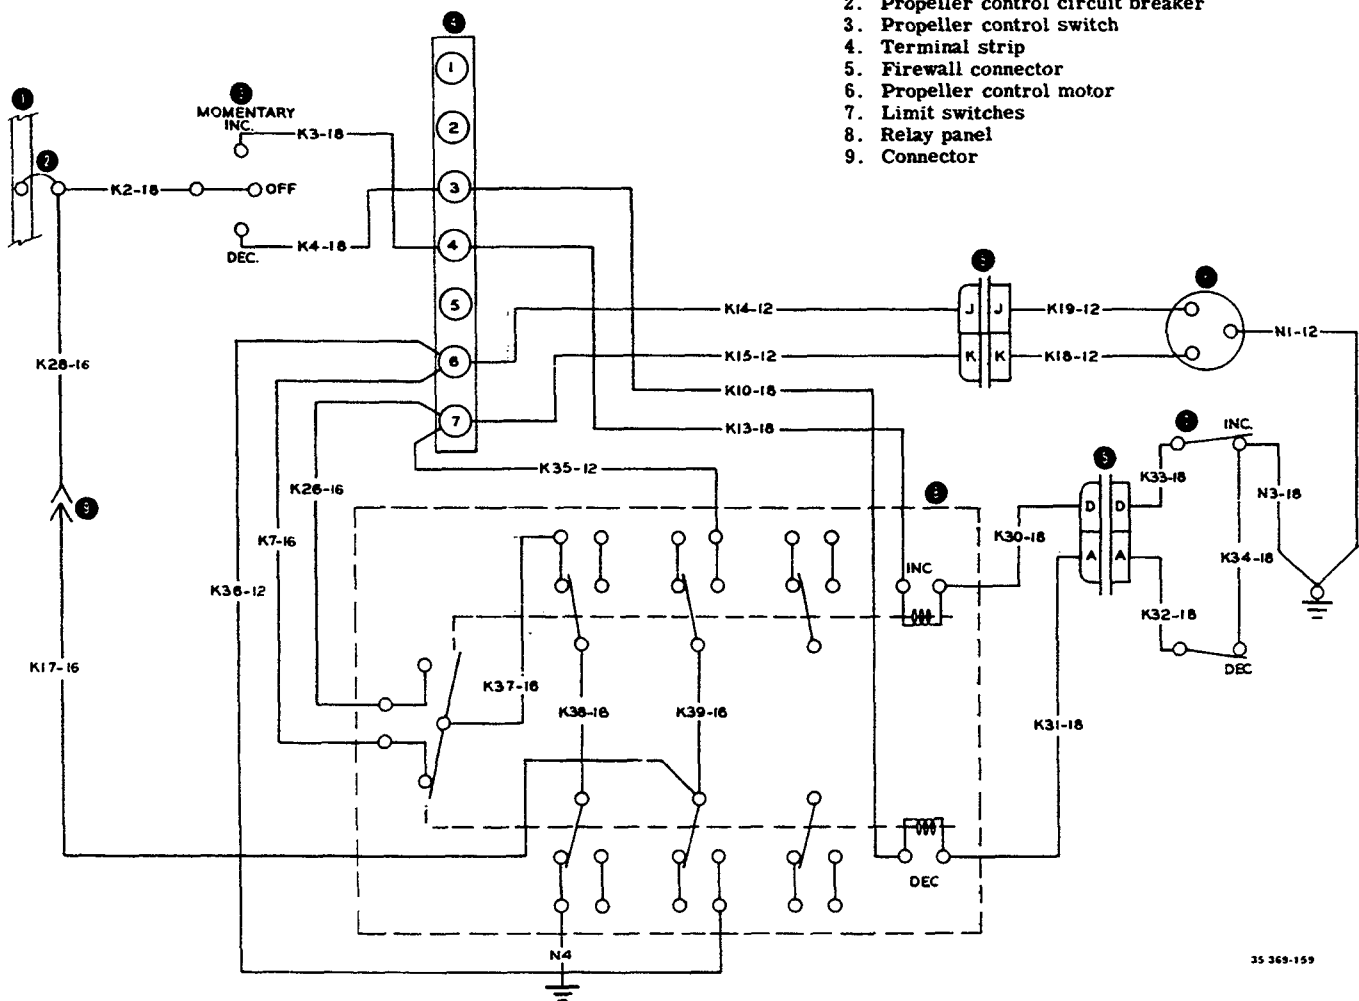 2. Propeller control circuit breaker
3. Propeller control switch
4. Terminal strip
5. Firewall connector
6. Propeller control motor
7. Limit switches
8. Relay panel
9. Connector
1
2
MOMENTARY
INC.
OFF
DEC.
K2-18
K3-18
K4-18
1
2
3
4
5
6
7
K28-16
9
K17-16
K14-12
K15-12
K10-18
K13-18
K35-12
J J
K K
K19-12
K18-12
N1-12
K26-16
K7-16
K36-12
K37-16
K38-16
K39-16
INC
DEC
K30-18
K31-18
D D
A A
K33-18
K32-18
INC.
K34-18
DEC
N3-18
N4
35 369-159